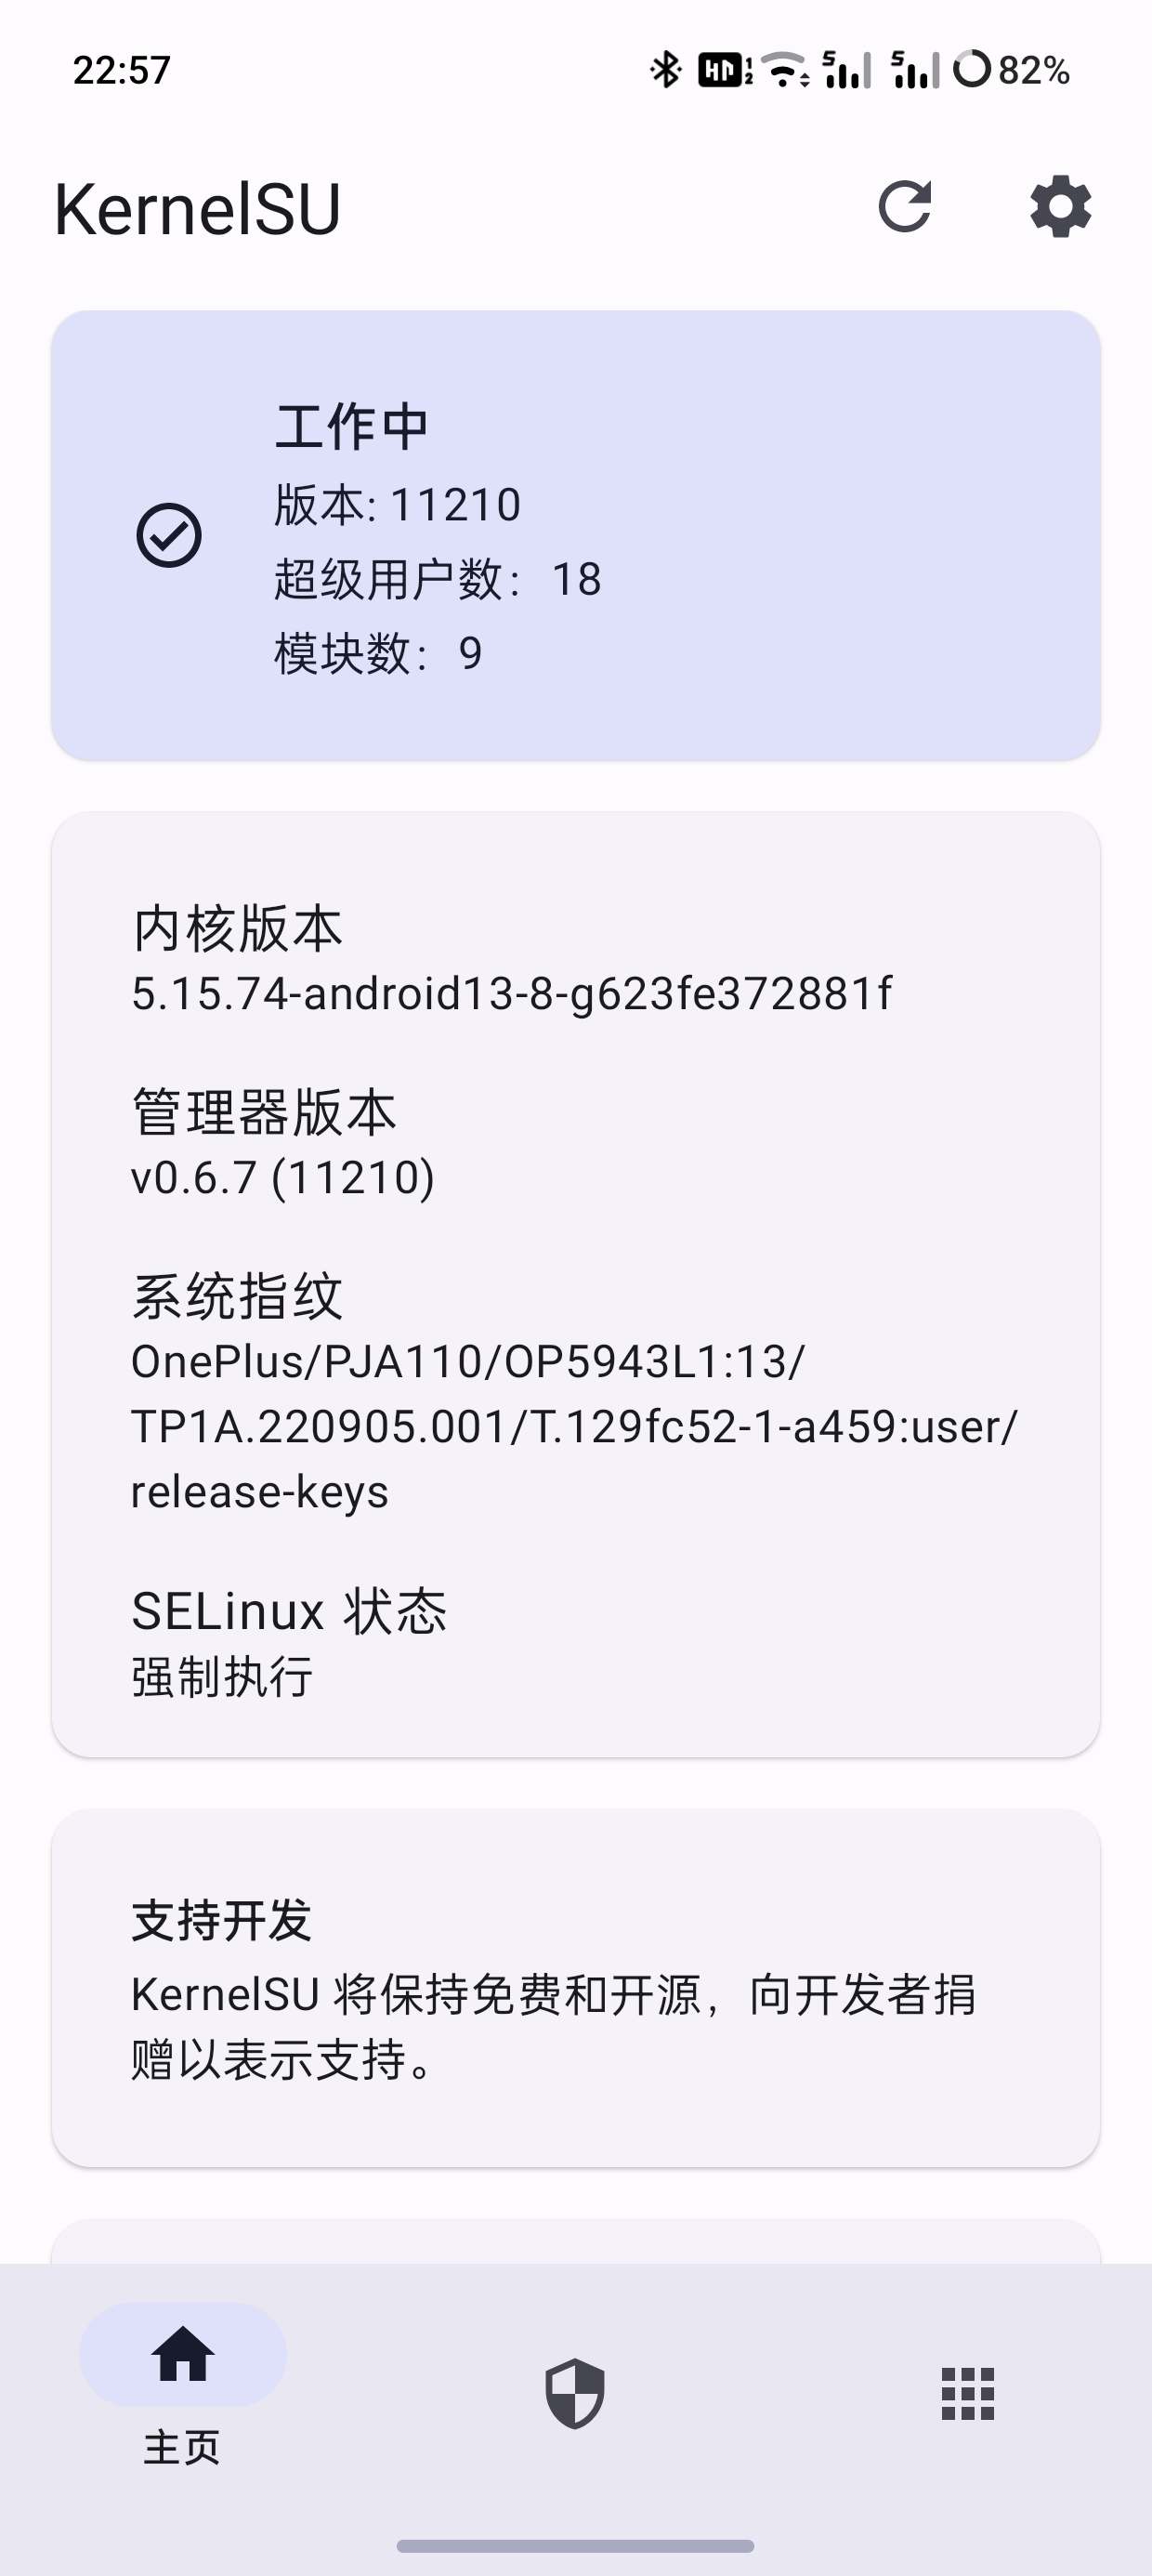 22:57
82%
KernelSU
工作中
版本: 11210
超级用户数：18
模块数：9
内核版本
5.15.74-android13-8-g623fe372881f
管理器版本
v0.6.7 (11210)
系统指纹
OnePlus/PJA110/OP5943L1:13/
TP1A.220905.001/T.129fc52-1-a459:user/
release-keys
SELinux 状态
强制执行
支持开发
KernelSU 将保持免费和开源，向开发者捐
赠以表示支持。
主页